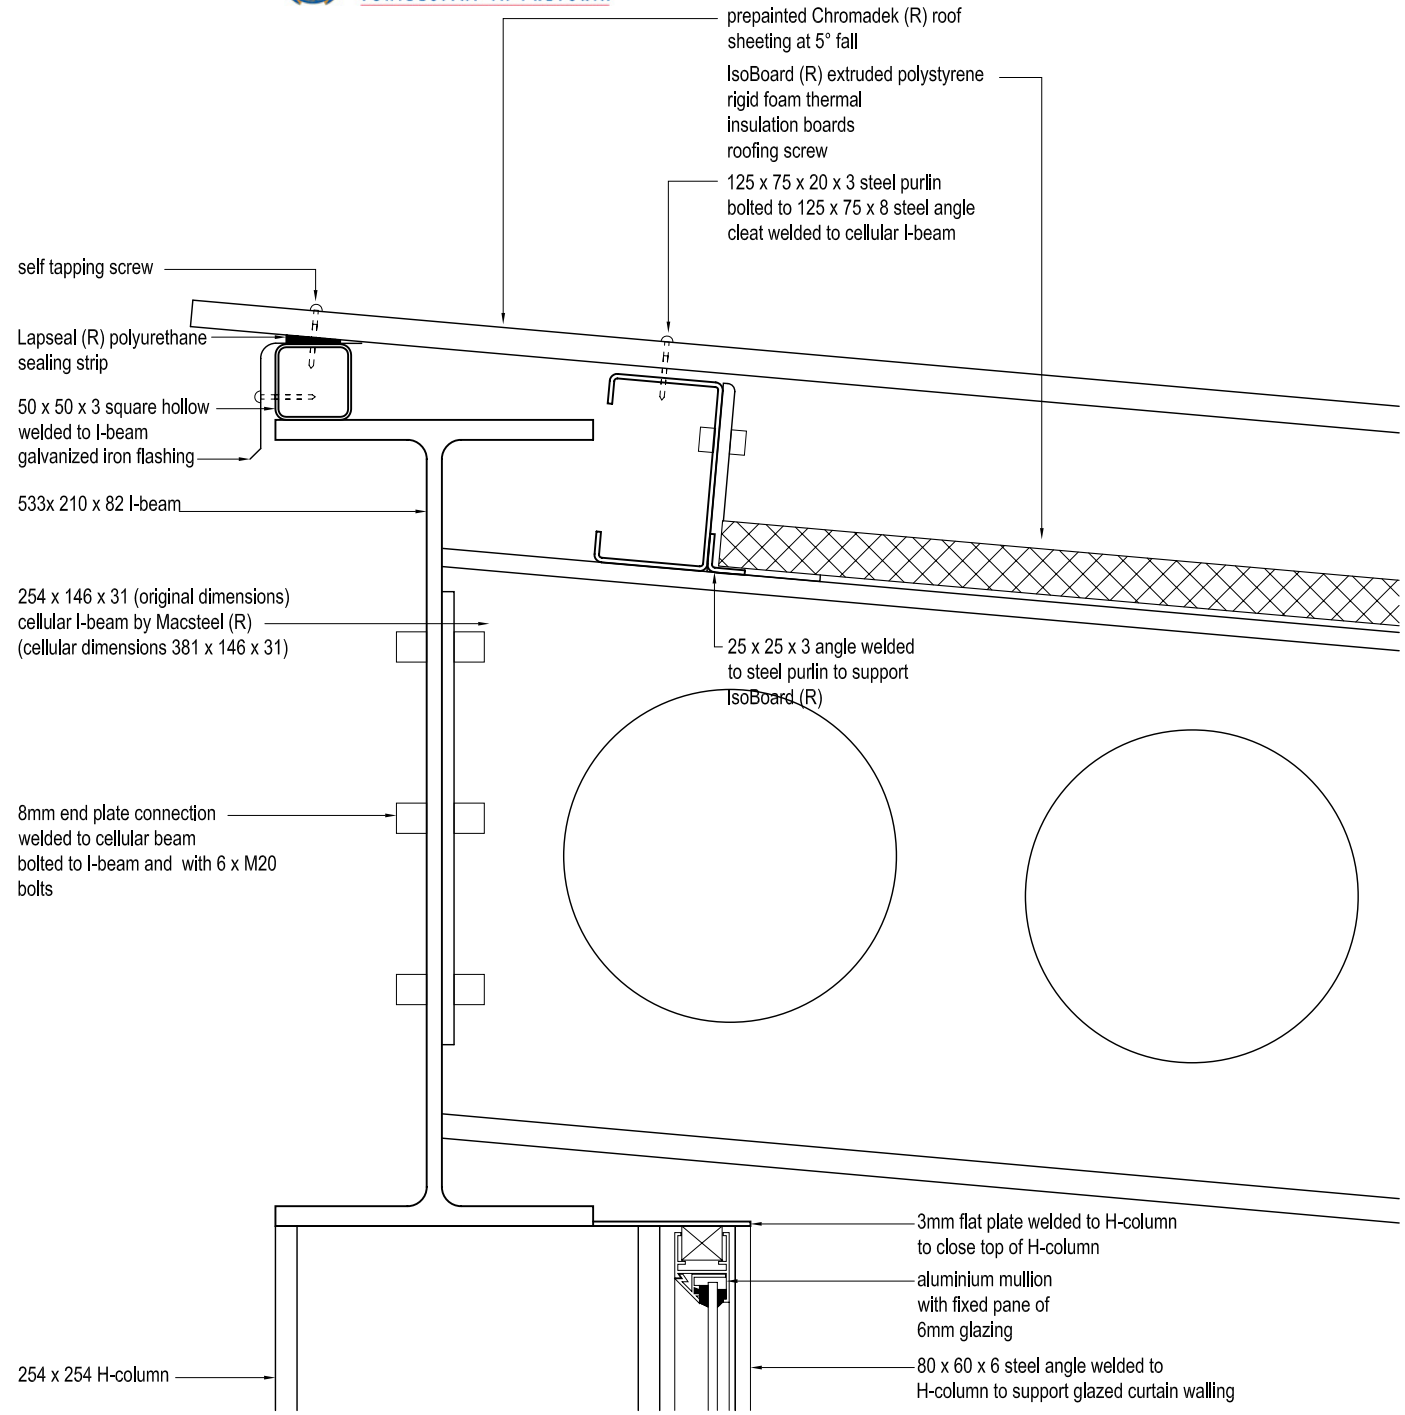 prepainted Chromadek (R) roof
sheeting at 5° fall
IsoBoard (R) extruded polystyrene
rigid foam thermal
insulation boards
roofing screw
125 x 75 x 20 x 3 steel purlin
bolted to 125 x 75 x 8 steel angle
cleat welded to cellular I-beam
self tapping screw
Lapseal (R) polyurethane
sealing strip
50 x 50 x 3 square hollow
welded to I-beam
galvanized iron flashing
533x 210 x 82 I-beam
254 x 146 x 31 (original dimensions)
cellular I-beam by Macsteel (R)
(cellular dimensions 381 x 146 x 31)
25 x 25 x 3 angle welded
to steel purlin to support
IsoBoard (R)
8mm end plate connection
welded to cellular beam
bolted to I-beam and with 6 x M20
bolts
3mm flat plate welded to H-column
to close top of H-column
aluminium mullion
with fixed pane of
6mm glazing
254 x 254 H-column
80 x 60 x 6 steel angle welded to
H-column to support glazed curtain walling